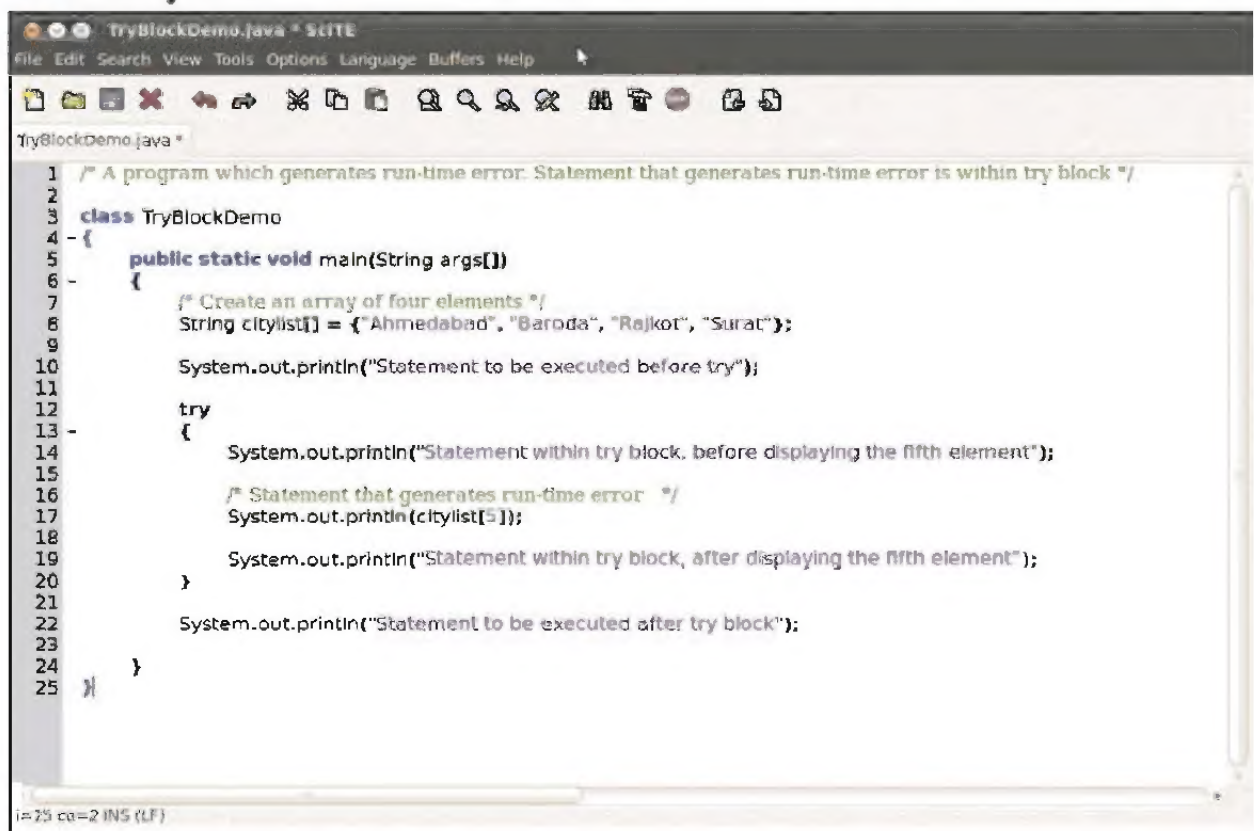 TryBlockDemo.java * SciTE
File Edit Search View Tools Options Language Buffers Help
TryBlockDemo.java *
1 /* A program which generates run-time error. Statement that generates run-time error is within try block */
2
3 class TryBlockDemo
4 - {
5 public static void main(String args[])
6 - {
7 /* Create an array of four elements */
8 String citylist[] = {"Ahmedabad", "Baroda", "Rajkot", "Surat"};
9
10 System.out.println("Statement to be executed before try");
11
12 try
13 - {
14 System.out.println("Statement within try block, before displaying the fifth element");
15
16 /* Statement that generates run-time error */
17 System.out.println(citylist[5]);
18
19 System.out.println("Statement within try block, after displaying the fifth element");
20 }
21
22 System.out.println("Statement to be executed after try block");
23
24 }
25 }
li=25 co=2 INS (LF)